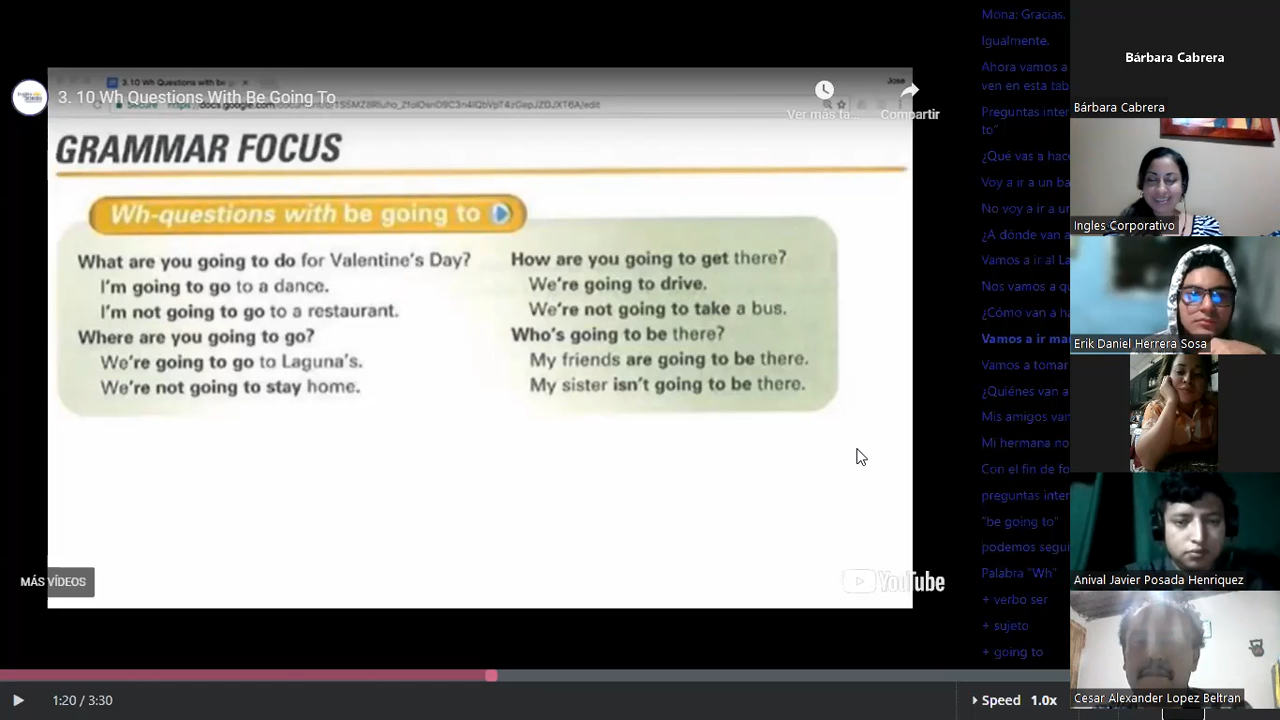 3.10 Wh Questions with be g
Jose
3. 10 Wh Questions With Be Going To
Ver más ta...
Compartir
GRAMMAR FOCUS
Wh-questions with be going to
What are you going to do for Valentine's Day?
I'm going to go to a dance.
I'm not going to go to a restaurant.
Where are you going to go?
We're going to go to Laguna's.
We're not going to stay home.
How are you going to get there?
We're going to drive.
We're not going to take a bus.
Who's going to be there?
My friends are going to be there.
My sister isn't going to be there.
MÁS VÍDEOS
YouTube
1:20 / 3:30
Speed 1.0x
Mona: Gracias.
Igualmente.
Ahora vamos a
ven en esta tab
Preguntas inter
to"
¿Qué vas a hace
Voy a ir a un ba
No voy a ir a ur
¿A dónde van a
Vamos a ir al La
Nos vamos a qu
¿Cómo van a ha
Vamos a ir ma
Vamos a tomar
¿Quiénes van a
Mis amigos van
Mi hermana no
Con el fin de fo
preguntas inter
"be going to"
podemos segui
Palabra "Wh"
+ verbo ser
+ sujeto
+ going to
Bárbara Cabrera
Bárbara Cabrera
Ingles Corporativo
Erik Daniel Herrera Sosa
Anival Javier Posada Henriquez
Cesar Alexander Lopez Beltran